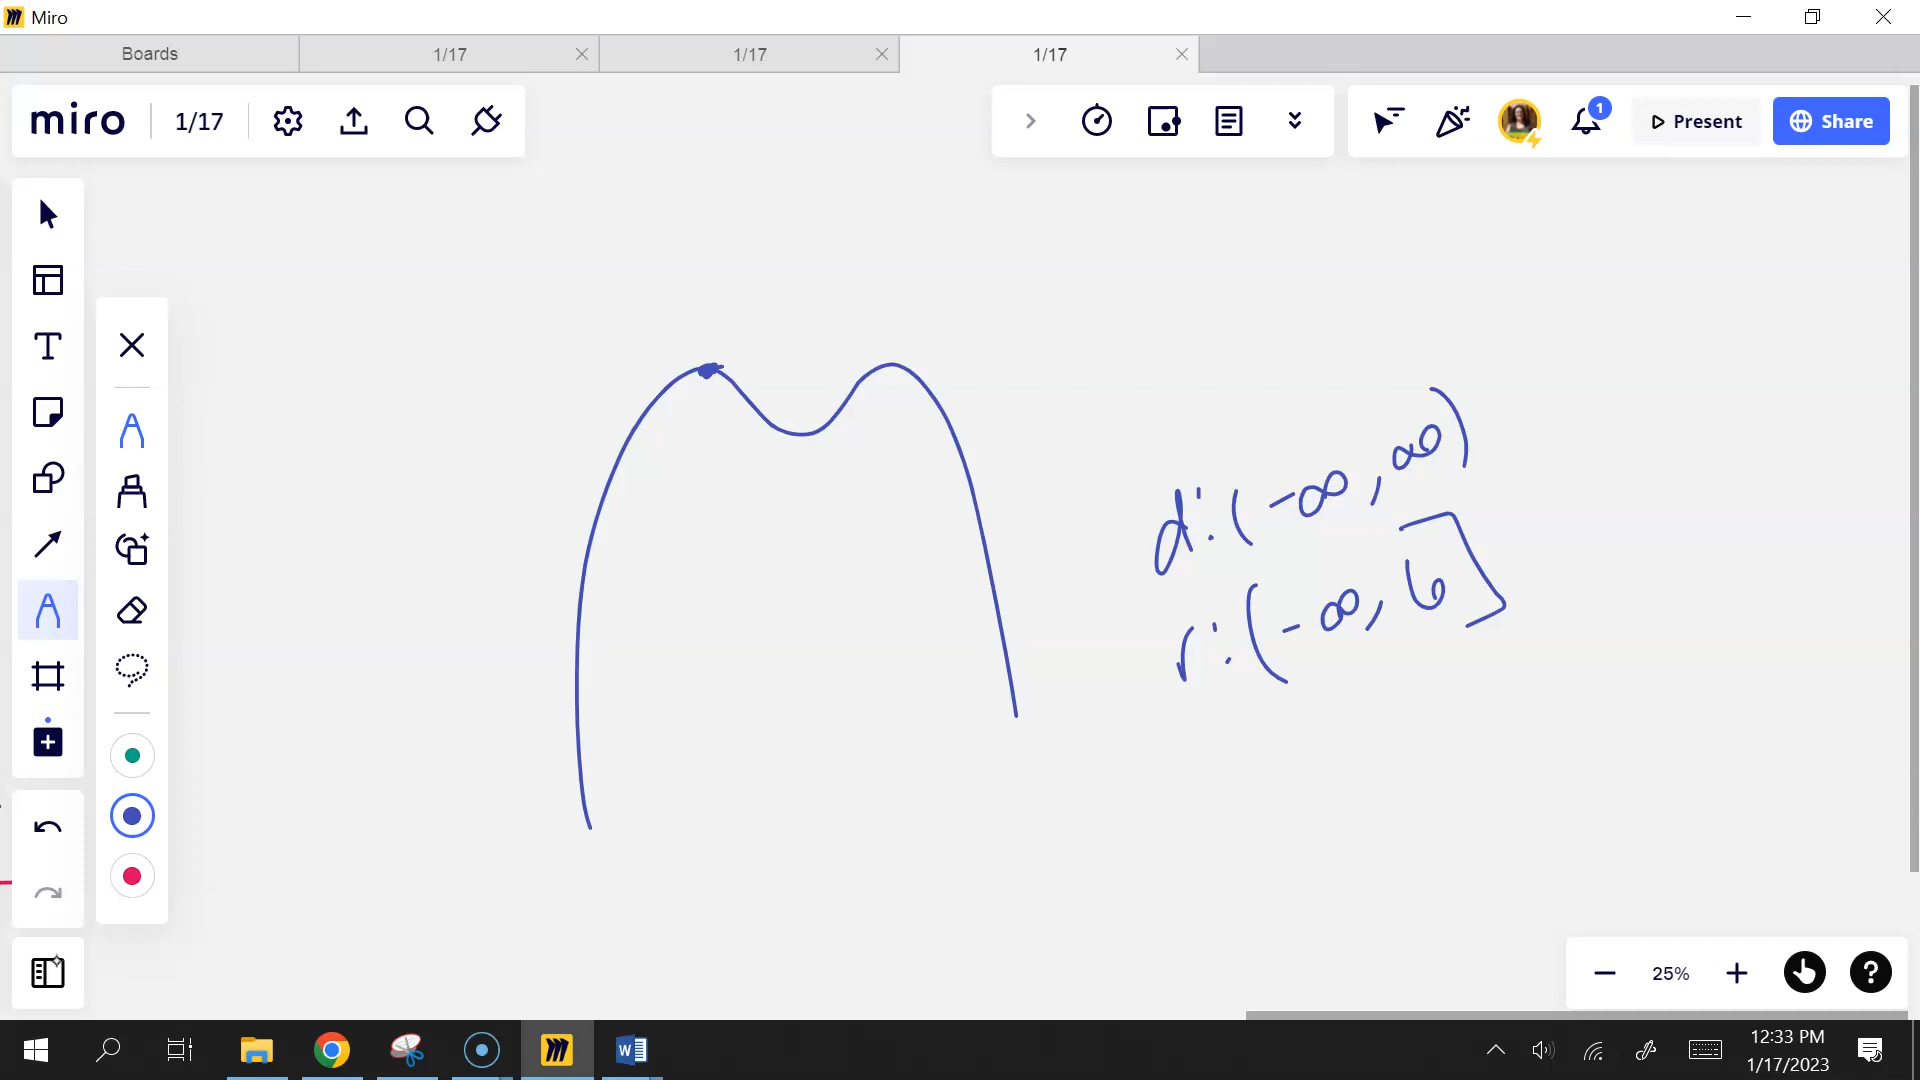 Miro
Boards
1/17
1/17
1/17
miro
1/17
1
Present
Share
d: (-∞, ∞)
r: (-∞, 6]
25%
?
12:33 PM
1/17/2023